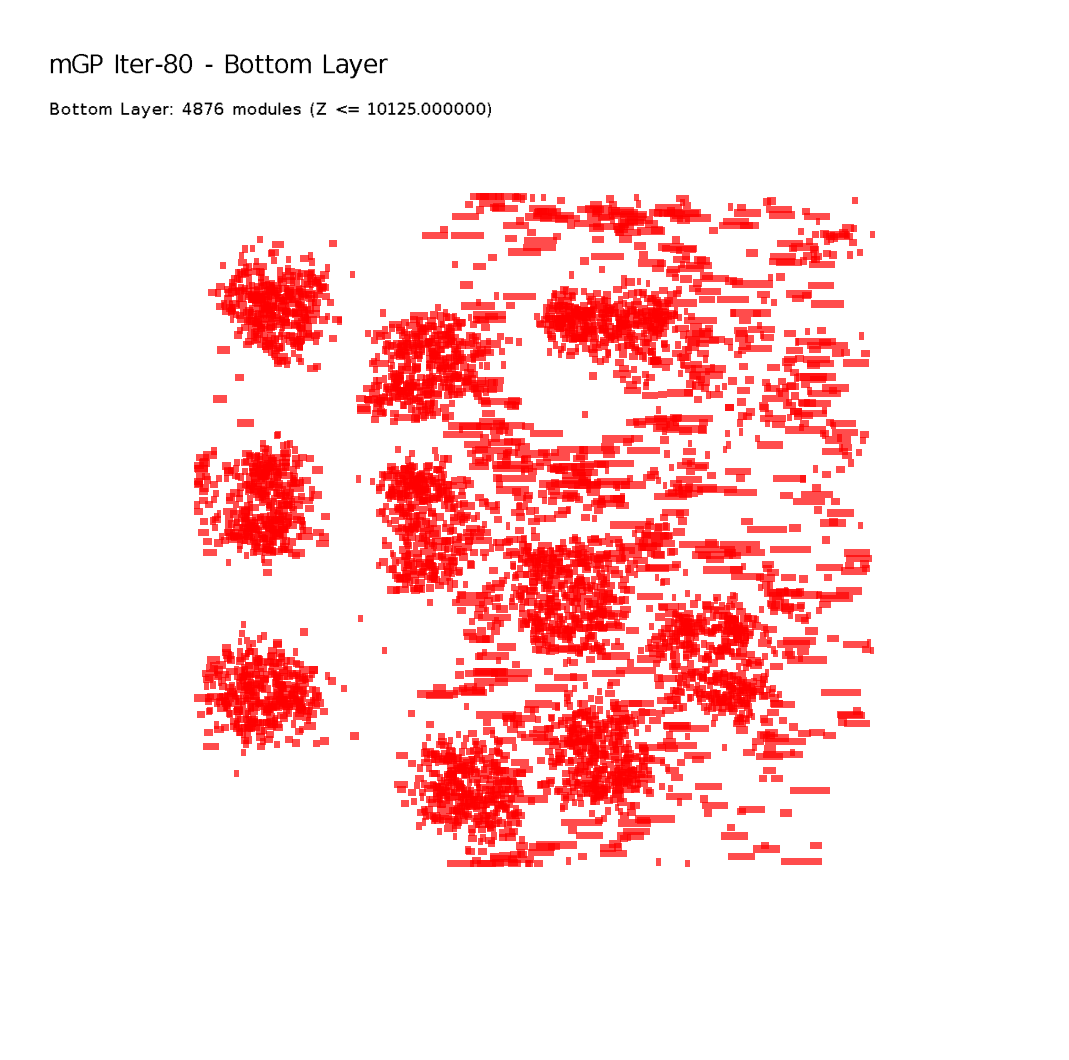 mGP Iter-80 - Bottom Layer
Bottom Layer: 4876 modules (Z <= 10125.000000)